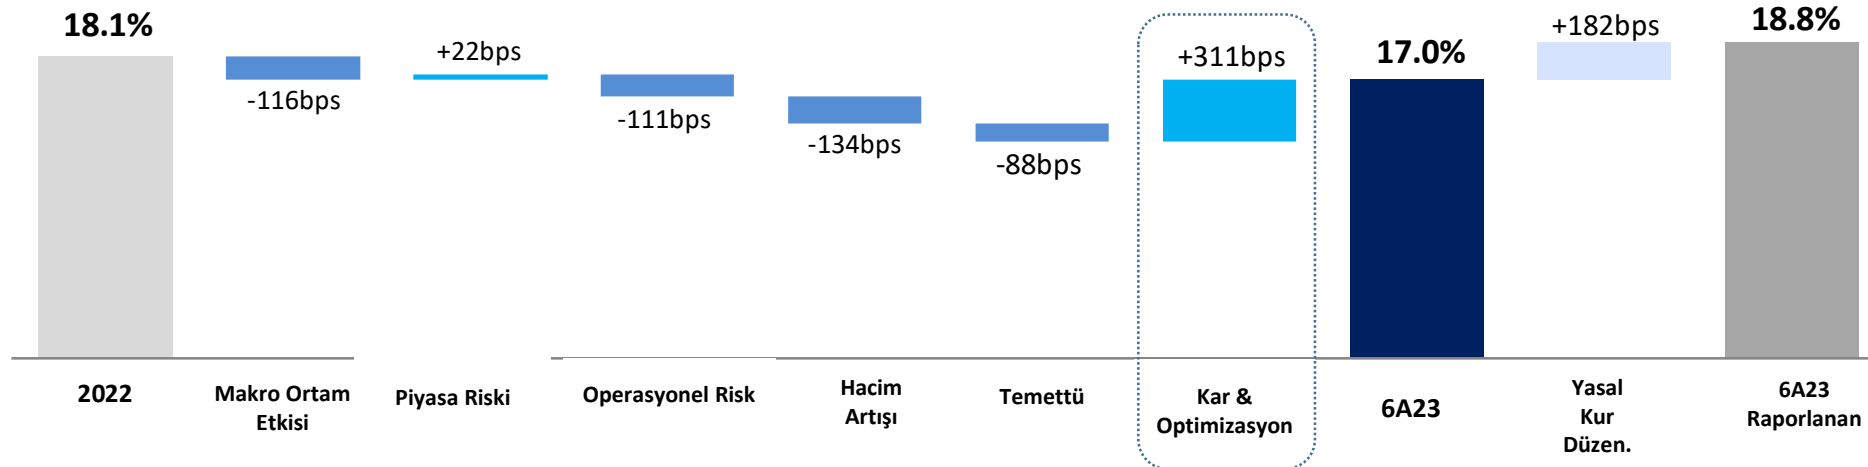 18.1%
-116bps
+22bps
-111bps
-134bps
-88bps
+311bps
17.0%
+182bps
18.8%
2022
Makro Ortam
Etkisi
Piyasa Riski
Operasyonel Risk
Hacim
Artışı
Temettü
Kar &
Optimizasyon
6A23
Yasal
Kur
Düzen.
6A23
Raporlanan